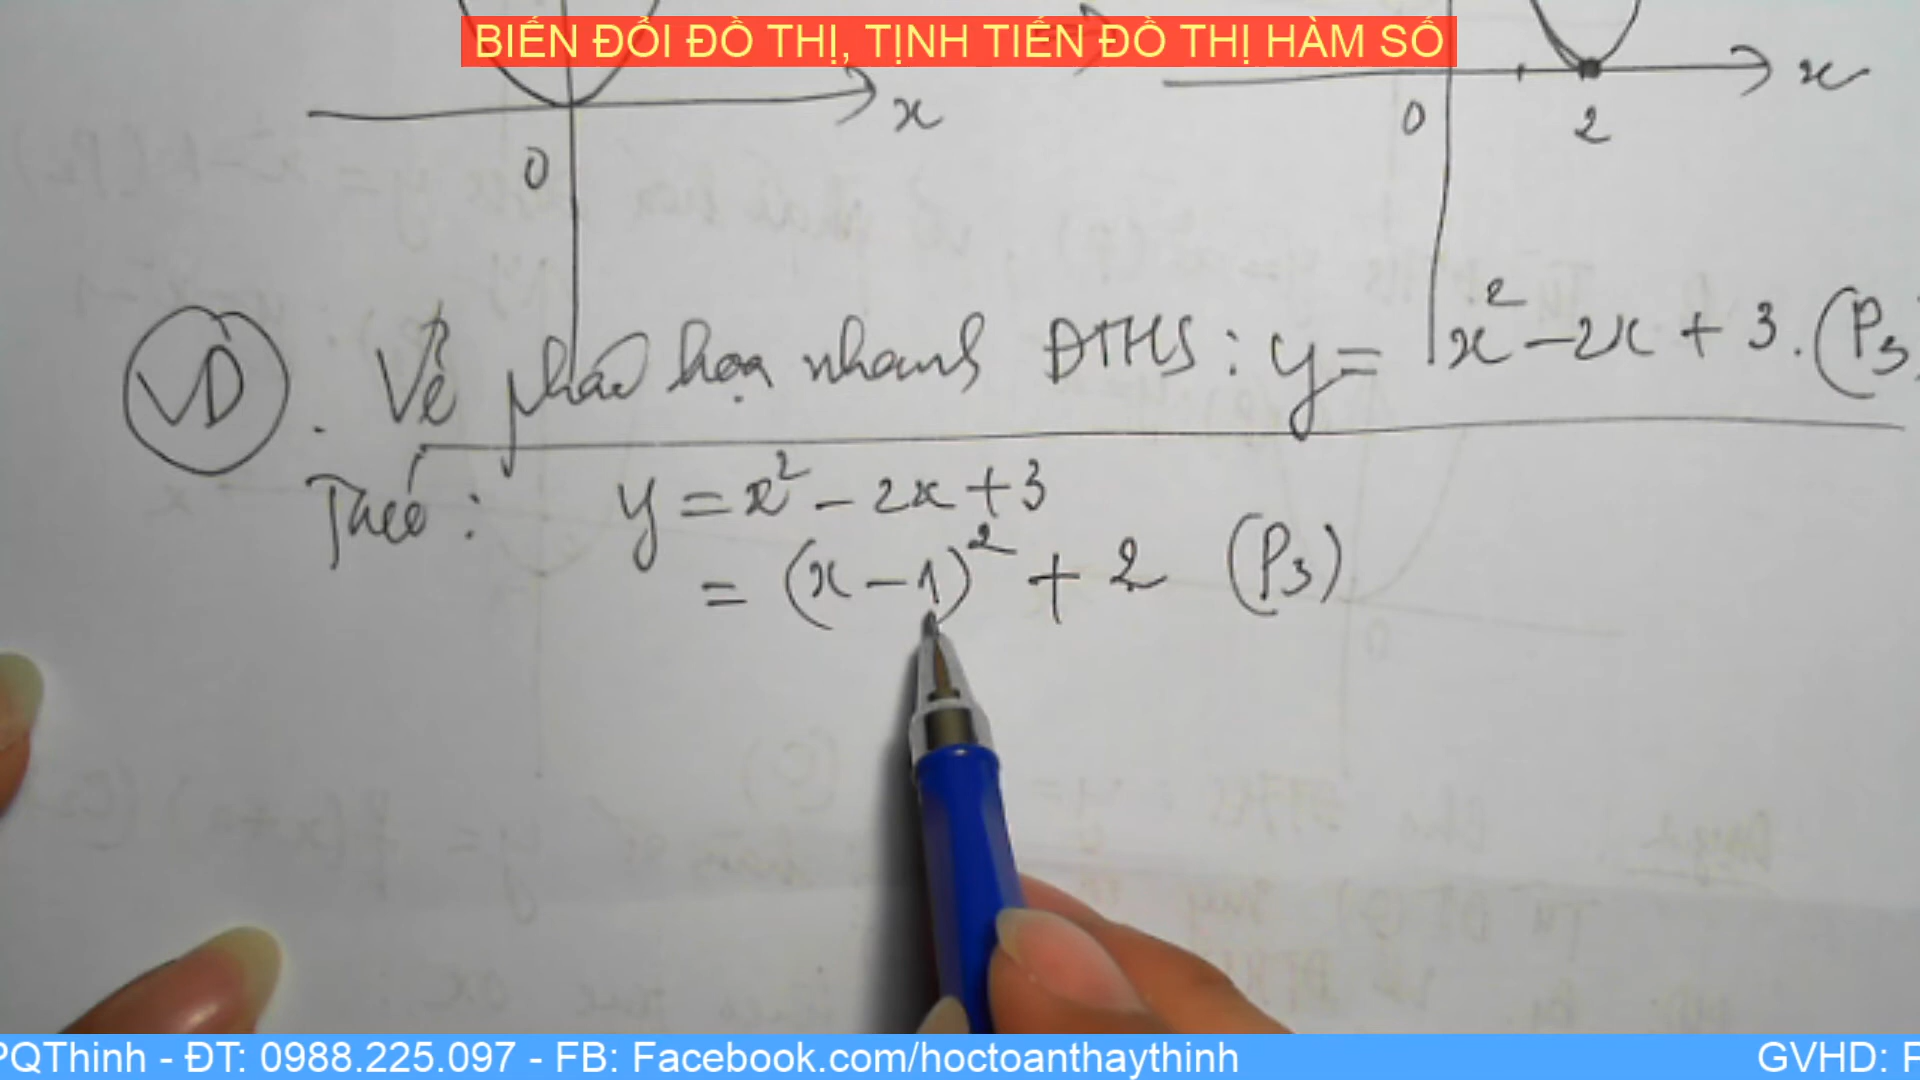 BIẾN ĐỔI ĐỒ THỊ, TỊNH TIẾN ĐỒ THỊ HÀM SỐ
x
0
x
0
2
VD. Vẽ phác họa nhanh ĐTHS: y = x² - 2x + 3. (P₃)
Ta có: y = x² - 2x + 3
= (x - 1)² + 2 (P₃)
PQThinh - ĐT: 0988.225.097 - FB: Facebook.com/hoctoanthaythinh
GVHD: P